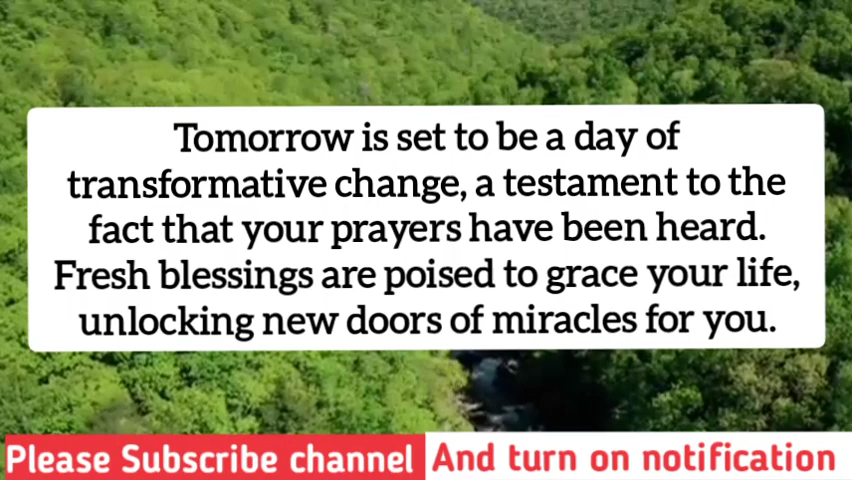 Tomorrow is set to be a day of
transformative change, a testament to the
fact that your prayers have been heard.
Fresh blessings are poised to grace your life,
unlocking new doors of miracles for you.
Please Subscribe channel And turn on notification